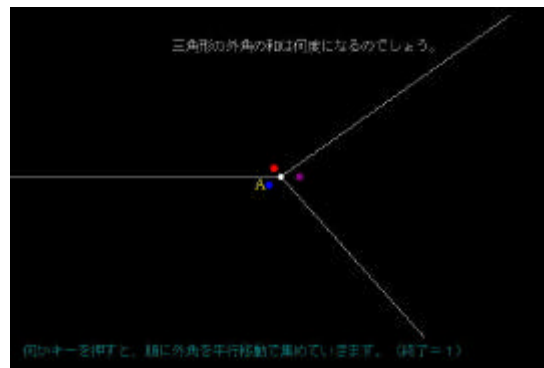 三角形の外角の和は何度になるのでしょう。
A
何かキーを押すと、順に外角を平行移動で集めていきます。（終了＝１）